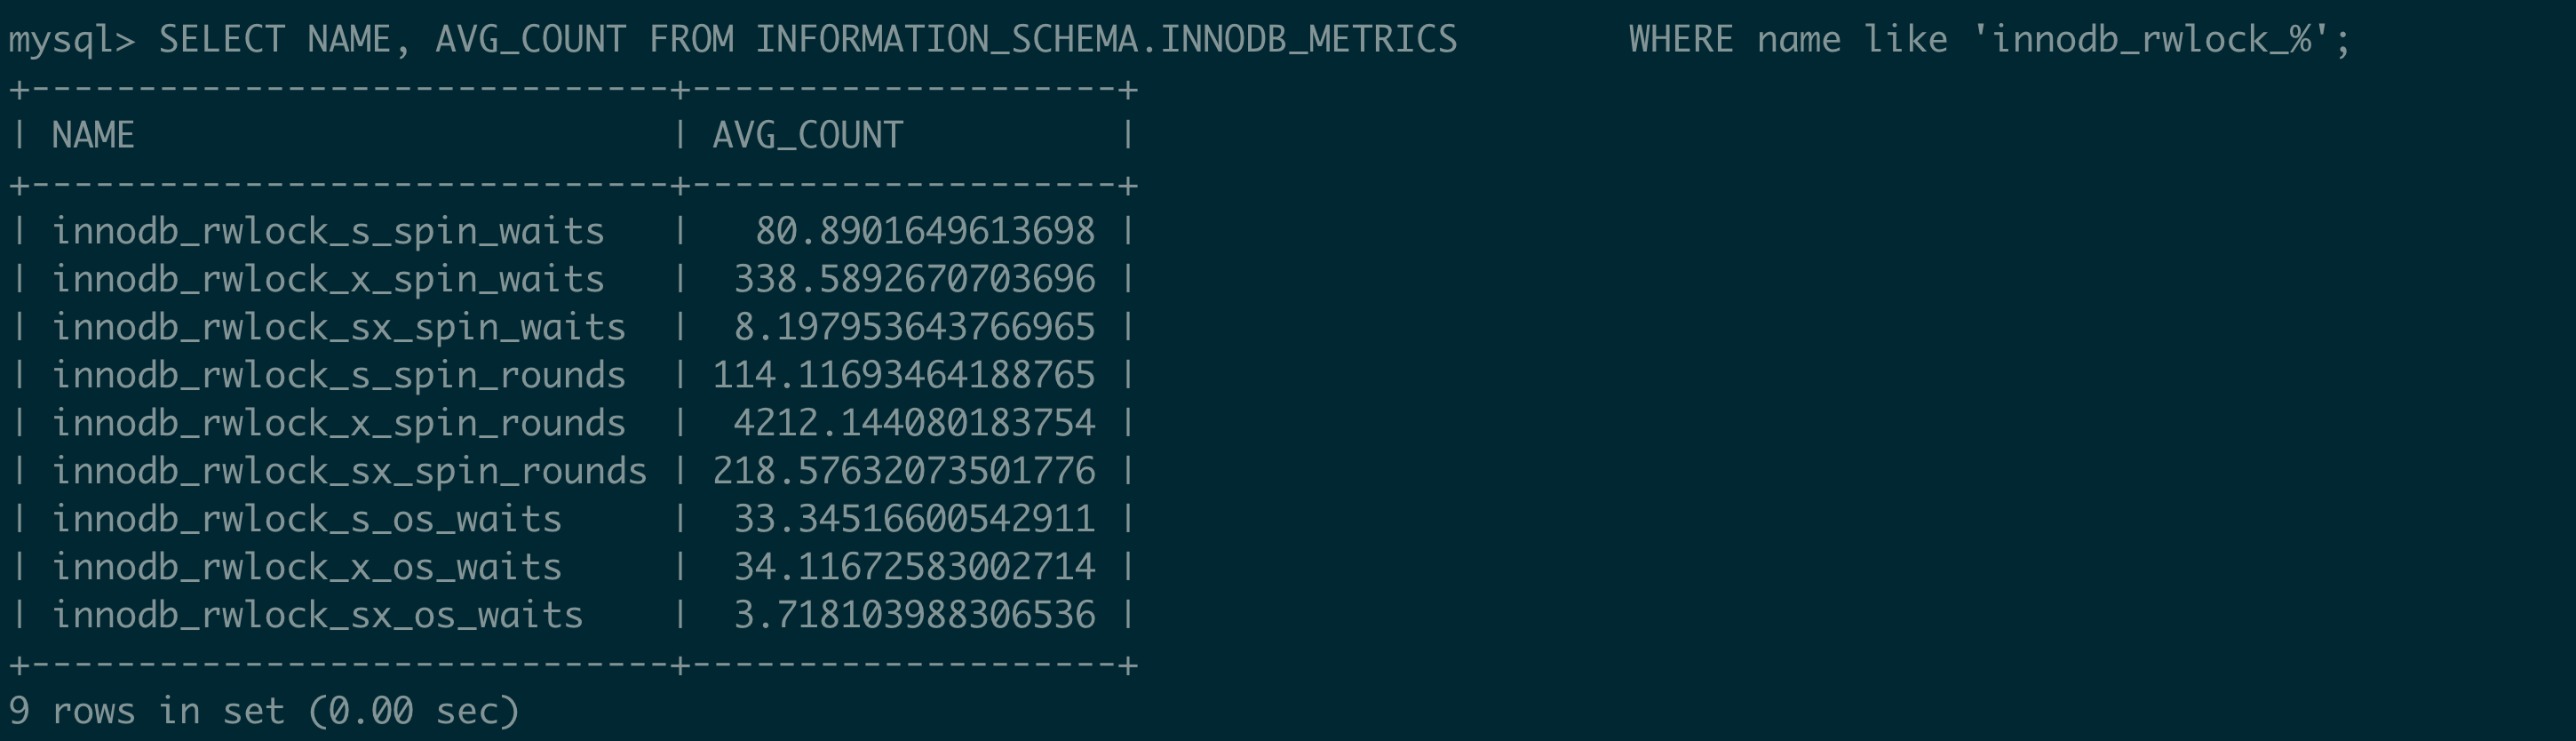 mysql> SELECT NAME, AVG_COUNT FROM INFORMATION_SCHEMA.INNODB_METRICS        WHERE name like 'innodb_rwlock_%';
+------------------------------+--------------------+
| NAME                         | AVG_COUNT          |
+------------------------------+--------------------+
| innodb_rwlock_s_spin_waits   |   80.8901649613698 |
| innodb_rwlock_x_spin_waits   |  338.5892670703696 |
| innodb_rwlock_sx_spin_waits  |  8.197953643766965 |
| innodb_rwlock_s_spin_rounds  | 114.11693464188765 |
| innodb_rwlock_x_spin_rounds  |  4212.144080183754 |
| innodb_rwlock_sx_spin_rounds | 218.57632073501776 |
| innodb_rwlock_s_os_waits     |  33.34516600542911 |
| innodb_rwlock_x_os_waits     |  34.11672583002714 |
| innodb_rwlock_sx_os_waits    |  3.718103988306536 |
+------------------------------+--------------------+
9 rows in set (0.00 sec)